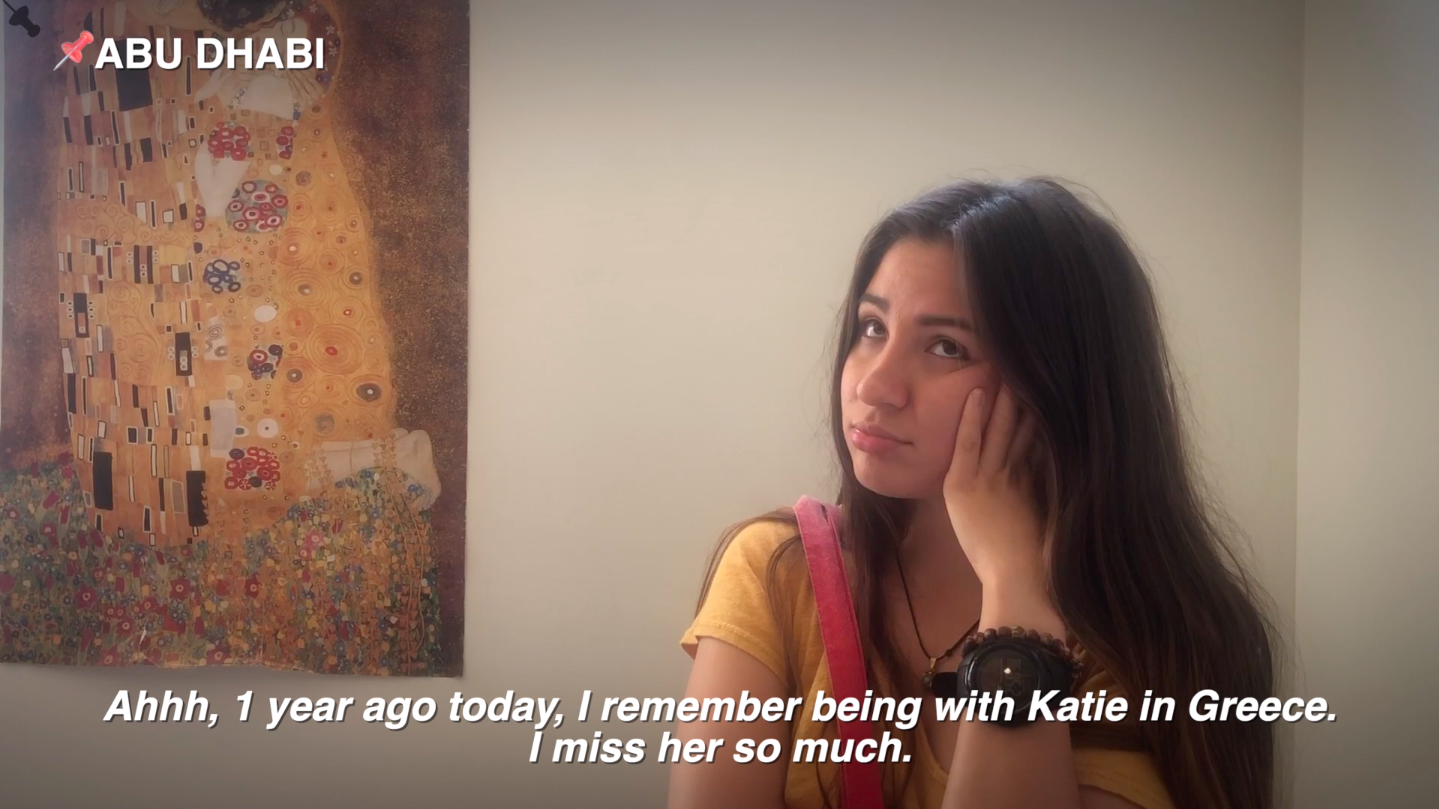 📌ABU DHABI
Ahhh, 1 year ago today, I remember being with Katie in Greece.
I miss her so much.